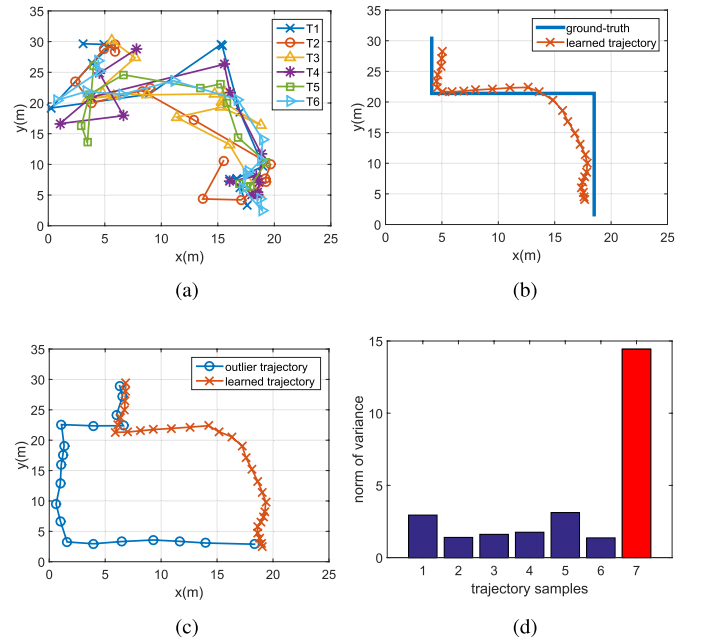 35
30
25
20
15
10
5
0
y(m)
0 5 10 15 20 25
x(m)
T1
T2
T3
T4
T5
T6
(a)
35
30
25
20
15
10
5
0
y(m)
0 5 10 15 20 25
x(m)
ground-truth
learned trajectory
(b)
35
30
25
20
15
10
5
0
y(m)
0 5 10 15 20 25
x(m)
outlier trajectory
learned trajectory
(c)
15
10
5
0
norm of variance
1 2 3 4 5 6 7
trajectory samples
(d)